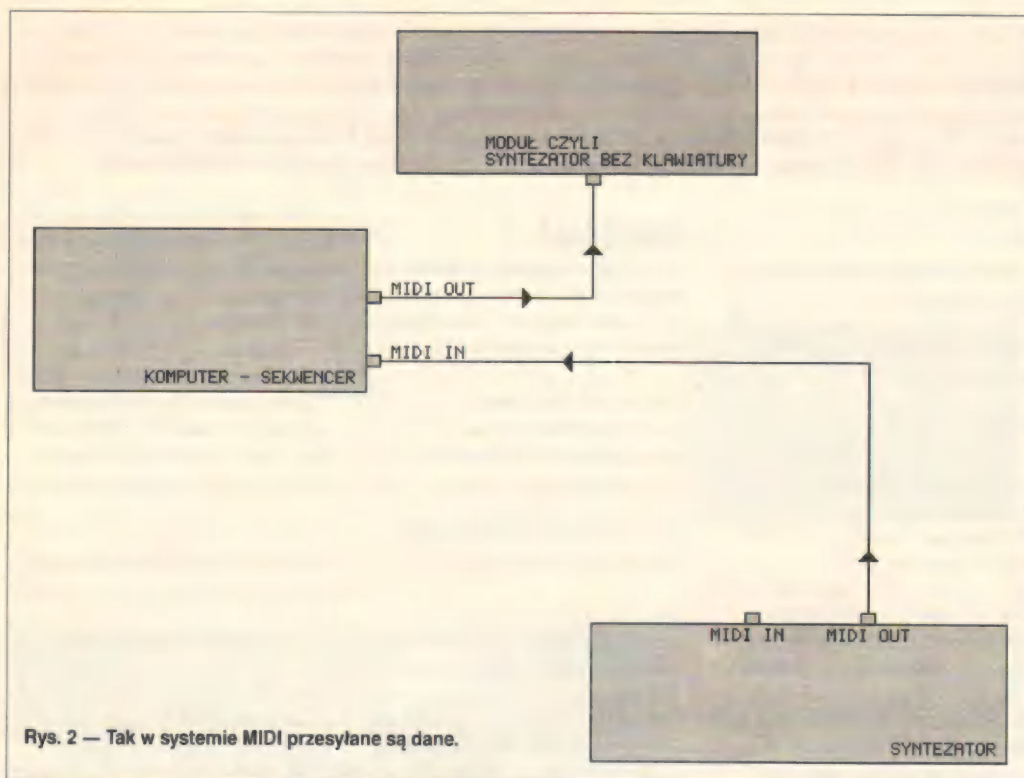 MODUŁ CZYLI
SYNTEZATOR BEZ KLAWIATURY
MIDI OUT
MIDI IN
KOMPUTER - SEKWENCER
MIDI IN MIDI OUT
SYNTEZATOR
Rys. 2 — Tak w systemie MIDI przesyłane są dane.